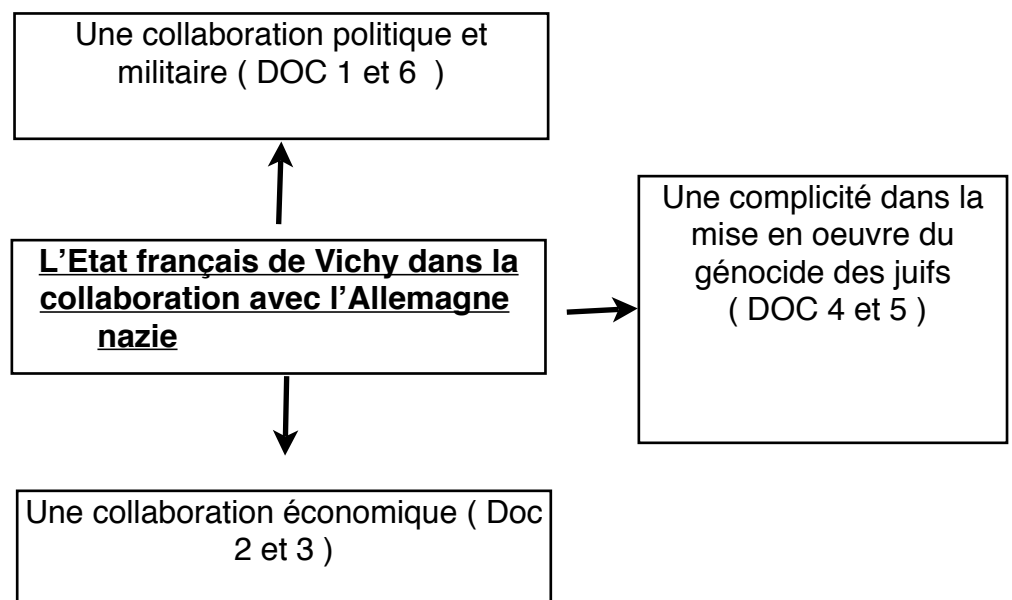 Une collaboration politique et
militaire ( DOC 1 et 6  )
Une complicité dans la
mise en oeuvre du
génocide des juifs
( DOC 4 et 5 )
L’Etat français de Vichy dans la
collaboration avec l’Allemagne
nazie
Une collaboration économique ( Doc
2 et 3 )